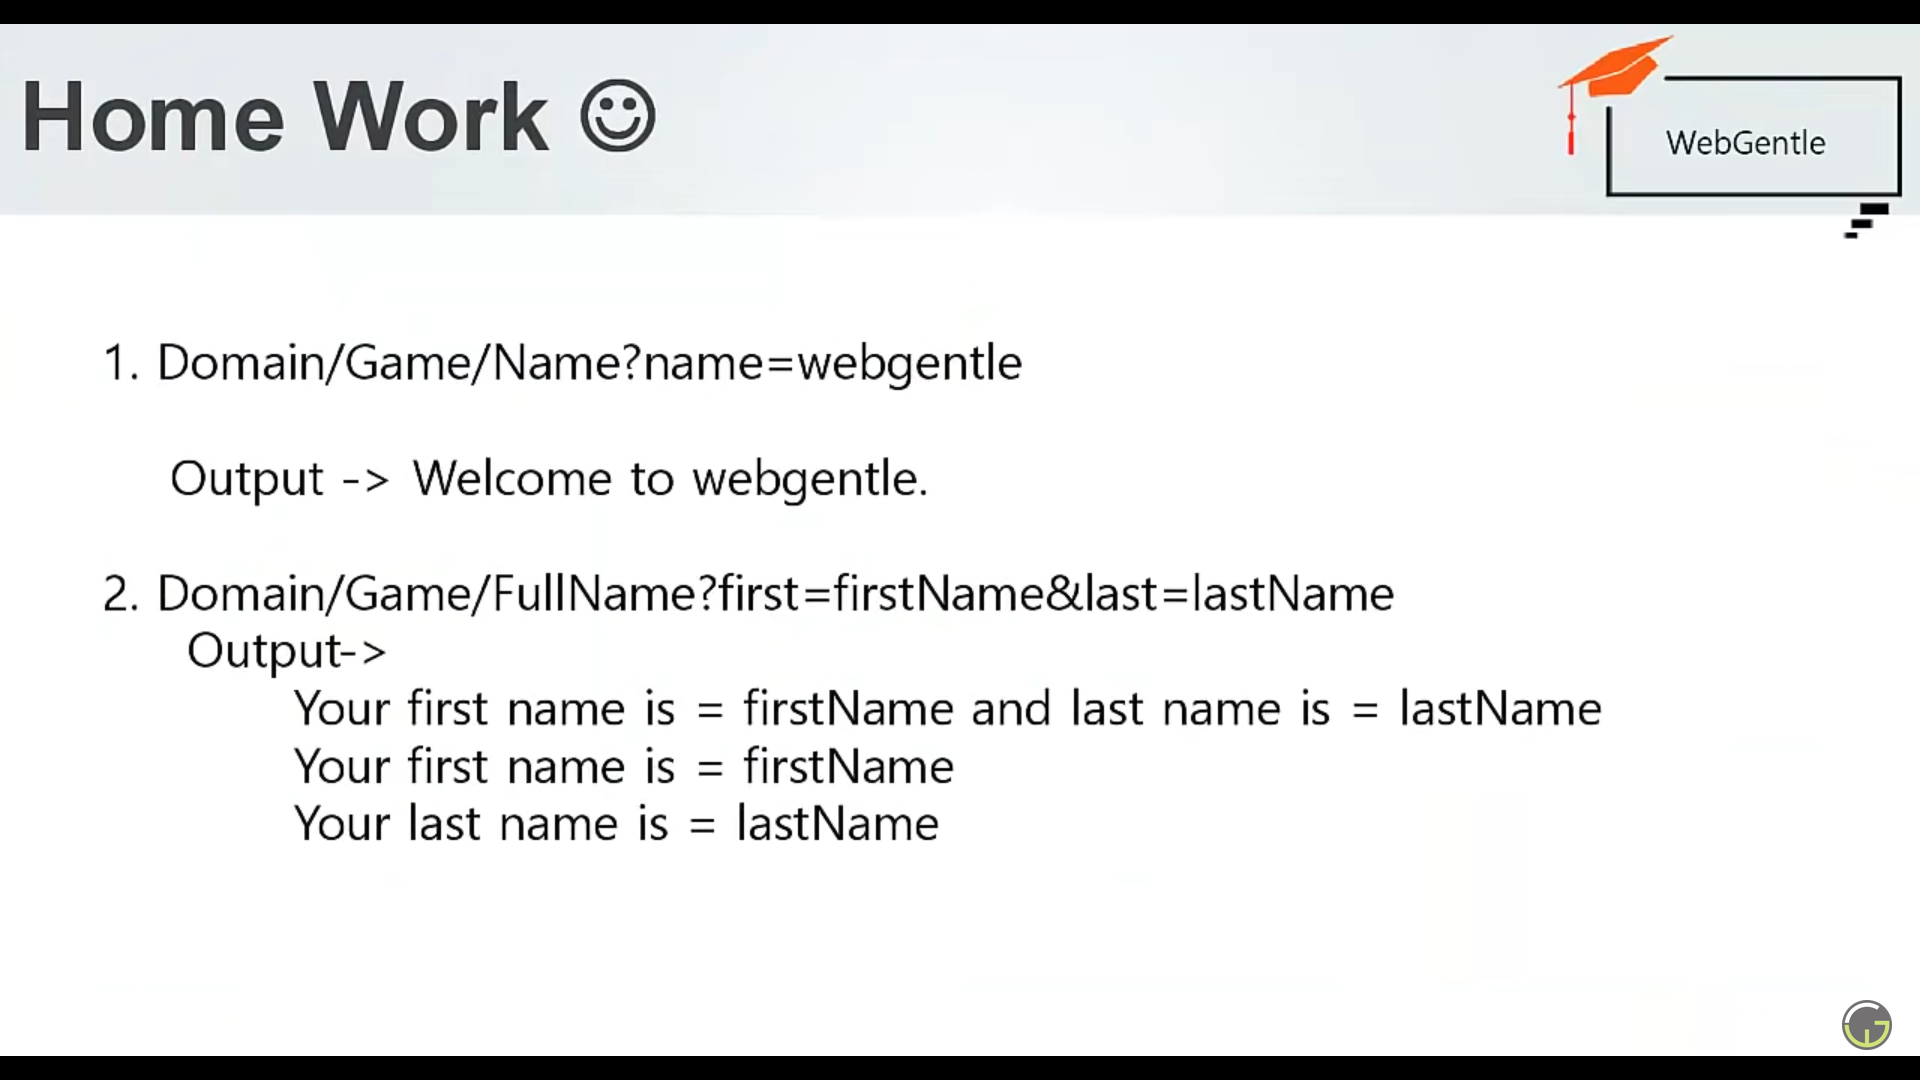 Home Work ☺
WebGentle
1. Domain/Game/Name?name=webgentle
Output -> Welcome to webgentle.
2. Domain/Game/FullName?first=firstName&last=lastName
Output->
Your first name is = firstName and last name is = lastName
Your first name is = firstName
Your last name is = lastName